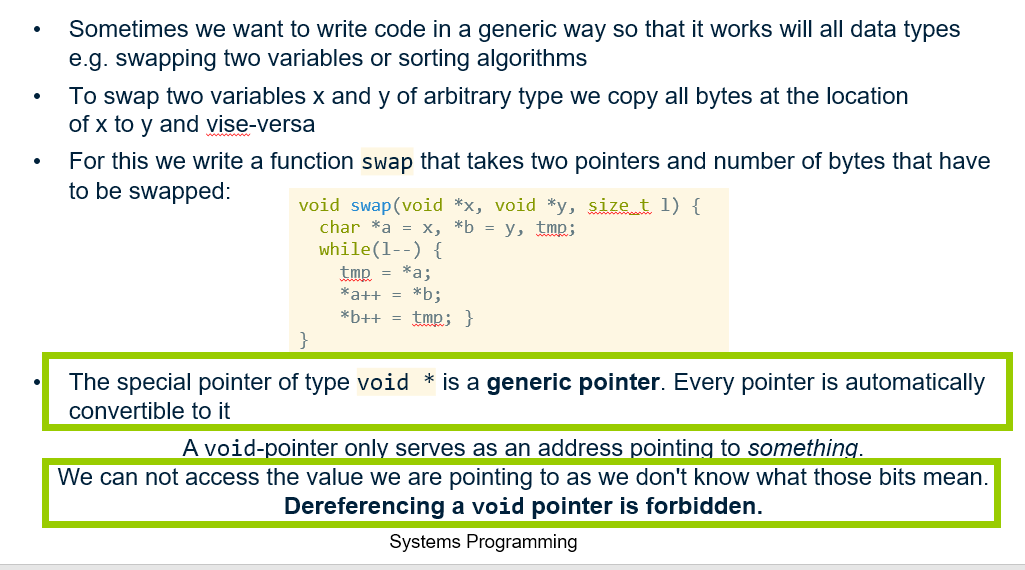 • Sometimes we want to write code in a generic way so that it works will all data types
e.g. swapping two variables or sorting algorithms
• To swap two variables x and y of arbitrary type we copy all bytes at the location
of x to y and vise-versa
• For this we write a function swap that takes two pointers and number of bytes that have
to be swapped:
void swap(void *x, void *y, size_t l) {
  char *a = x, *b = y, tmp;
  while(l--) {
    tmp = *a;
    *a++ = *b;
    *b++ = tmp; }
}
• The special pointer of type void * is a generic pointer. Every pointer is automatically
convertible to it
A void-pointer only serves as an address pointing to something.
We can not access the value we are pointing to as we don't know what those bits mean.
Dereferencing a void pointer is forbidden.
Systems Programming